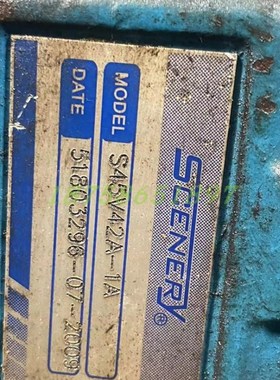 SCENERY®
MODEL S45V42A-1A
DATE 51803298-07-2009